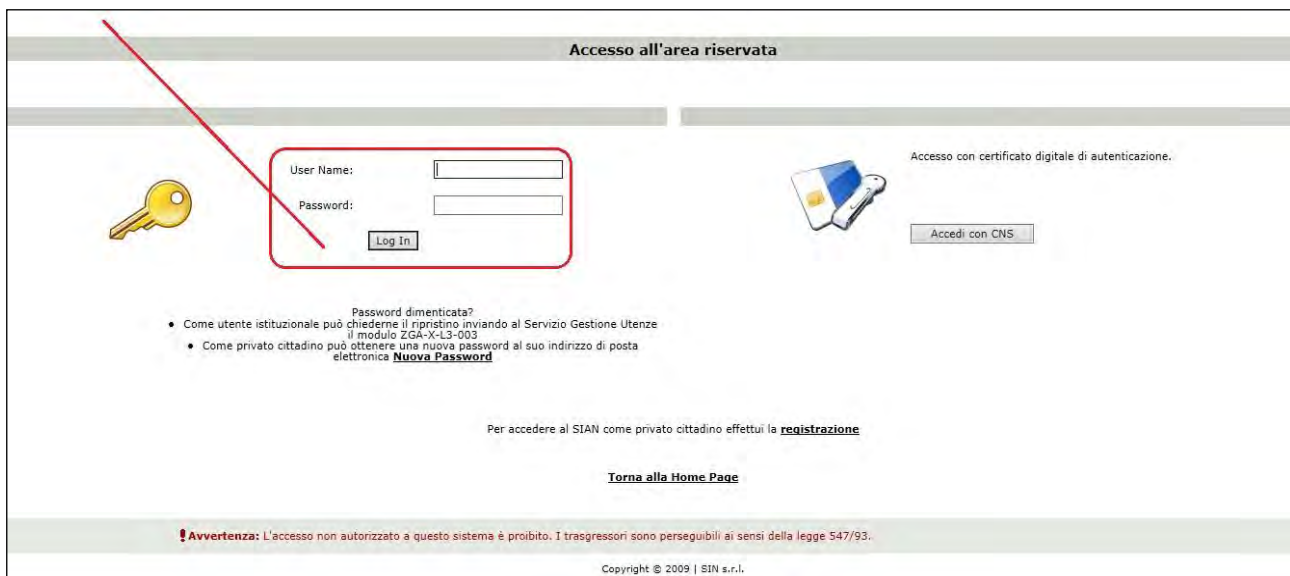 Accesso all'area riservata
User Name:
Password:
Log In
Accesso con certificato digitale di autenticazione.
Accedi con CNS
Password dimenticata?
• Come utente istituzionale può chiederne il ripristino inviando al Servizio Gestione Utenze
il modulo ZGA-X-L3-003
• Come privato cittadino può ottenere una nuova password al suo indirizzo di posta
elettronica Nuova Password
Per accedere al SIAN come privato cittadino effettui la registrazione
Torna alla Home Page
! Avvertenza: L'accesso non autorizzato a questo sistema è proibito. I trasgressori sono perseguibili ai sensi della legge 547/93.
Copyright © 2009 | SIN s.r.l.